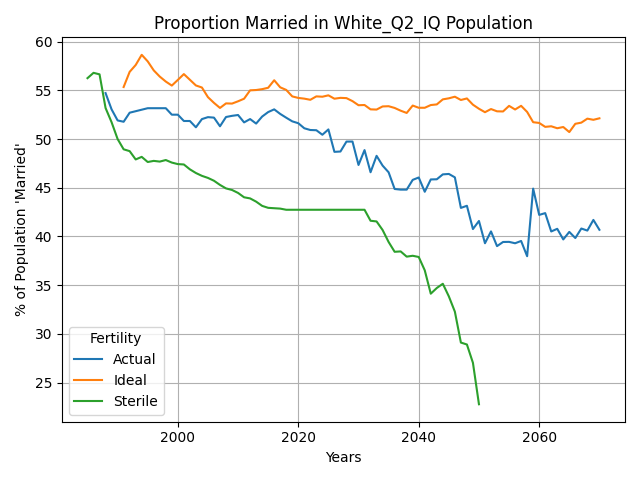 Proportion Married in White_Q2_IQ Population
% of Population 'Married'
60
55
50
45
40
35
30
25
Fertility
Actual
Ideal
Sterile
2000
2020
2040
2060
Years